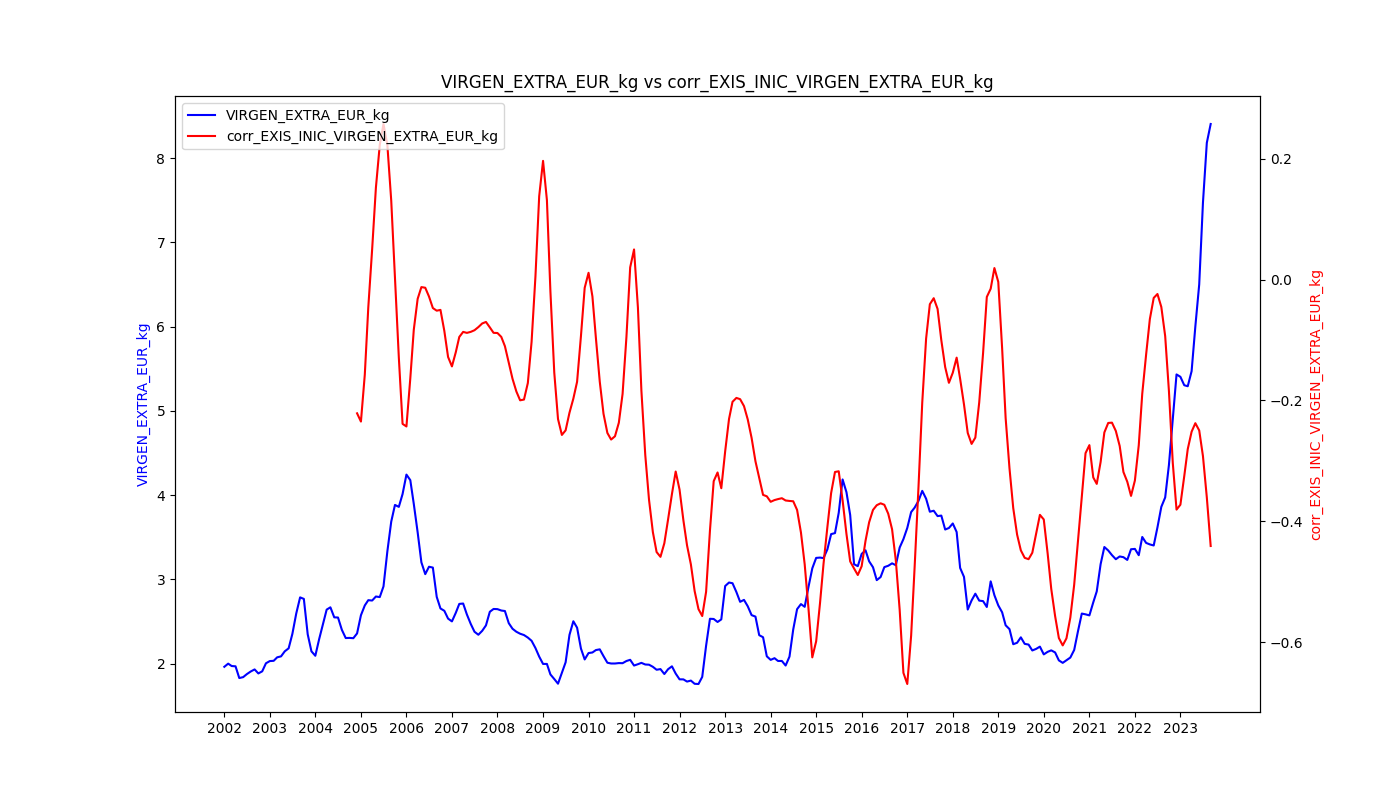 VIRGEN_EXTRA_EUR_kg vs corr_EXIS_INIC_VIRGEN_EXTRA_EUR_kg
VIRGEN_EXTRA_EUR_kg
corr_EXIS_INIC_VIRGEN_EXTRA_EUR_kg
8
7
6
5
4
3
2
VIRGEN_EXTRA_EUR_kg
0.2
0.0
−0.2
−0.4
−0.6
corr_EXIS_INIC_VIRGEN_EXTRA_EUR_kg
2002 2003 2004 2005 2006 2007 2008 2009 2010 2011 2012 2013 2014 2015 2016 2017 2018 2019 2020 2021 2022 2023